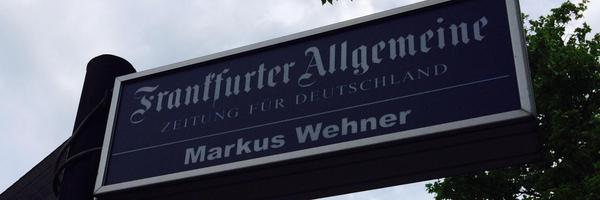 Frankfurter Allgemeine
ZEITUNG FÜR DEUTSCHLAND
Markus Wehner